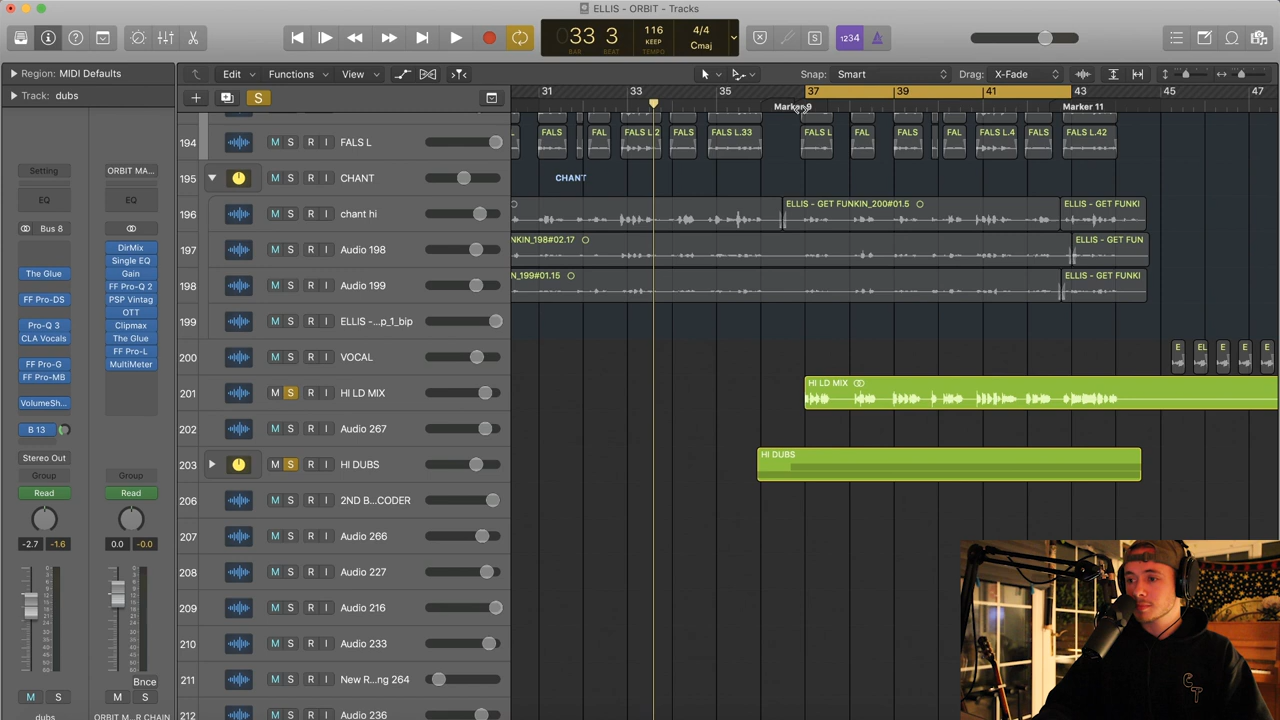 ELLIS - ORBIT - Tracks
33 3
BAR BEAT
116
KEEP
TEMPO
4/4
Cmaj
1234
Region: MIDI Defaults
Edit Functions View
Snap: Smart
Drag: X-Fade
Track: dubs
S
31 33 35 37 39 41 43 45 47
Marker 9 Marker 11
194 M S R I FALS L
FALS FAL FALS L.2 FALS FALS L.33 FALS L FAL FALS FAL FALS L.4 FALS FALS L.42
195 M S R I CHANT
CHANT
196 M S R I chant hi
ELLIS - GET FUNKIN_200#01.5 ELLIS - GET FUNKI
197 M S R I Audio 198
NKIN_198#02.17 ELLIS - GET FUN
198 M S R I Audio 199
N_199#01.15 ELLIS - GET FUNKI
199 M S R I ELLIS -...p_1_bip
200 M S R I VOCAL
E EL E E E
201 M S R I HI LD MIX
HI LD MIX
202 M S R I Audio 267
203 M S R I HI DUBS
HI DUBS
206 M S R I 2ND B...CODER
207 M S R I Audio 266
208 M S R I Audio 227
209 M S R I Audio 216
210 M S R I Audio 233
211 M S R I New R...ng 264
212 M S R I Audio 236
Setting
EQ
Bus 8
The Glue
FF Pro-DS
Pro-Q 3
CLA Vocals
FF Pro-G
FF Pro-MB
VolumeSh...
B 13
Stereo Out
Group
Read
-2.7 -1.6
M S
dubs
ORBIT MA...
EQ
DirMix
Single EQ
Gain
FF Pro-Q 2
PSP Vintag
OTT
Clipmax
The Glue
FF Pro-L
MultiMeter
Group
Read
0.0 -0.0
Bnce
M S
ORBIT M...R CHAIN